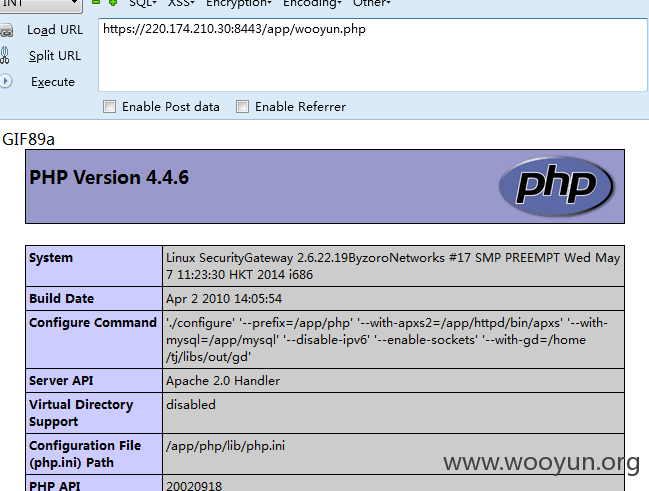 INT SQL XSS Encryption Encoding Other
Load URL
https://220.174.210.30:8443/app/wooyun.php
Split URL
Execute
Enable Post data Enable Referrer
GIF89a
PHP Version 4.4.6
php
System
Linux SecurityGateway 2.6.22.19ByzoroNetworks #17 SMP PREEMPT Wed May
7 11:23:30 HKT 2014 i686
Build Date
Apr 2 2010 14:05:54
Configure Command
'./configure' '--prefix=/app/php' '--with-apxs2=/app/httpd/bin/apxs' '--with-
mysql=/app/mysql' '--disable-ipv6' '--enable-sockets' '--with-gd=/home
/tj/libs/out/gd'
Server API
Apache 2.0 Handler
Virtual Directory
Support
disabled
Configuration File
(php.ini) Path
/app/php/lib/php.ini
PHP API
20020918
www.wooyun.org